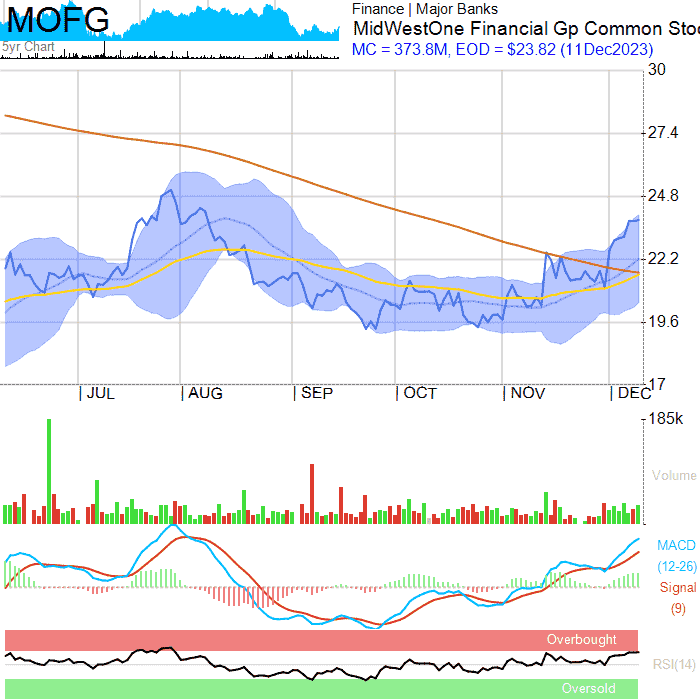 MOFG
5yr Chart
Finance | Major Banks
MidWestOne Financial Gp Common Stoc
MC = 373.8M, EOD = $23.82 (11Dec2023)
30
27.4
24.8
22.2
19.6
17
|JUL |AUG |SEP |OCT |NOV |DEC
185k
Volume
MACD
(12-26)
Signal
(9)
Overbought
RSI(14)
Oversold